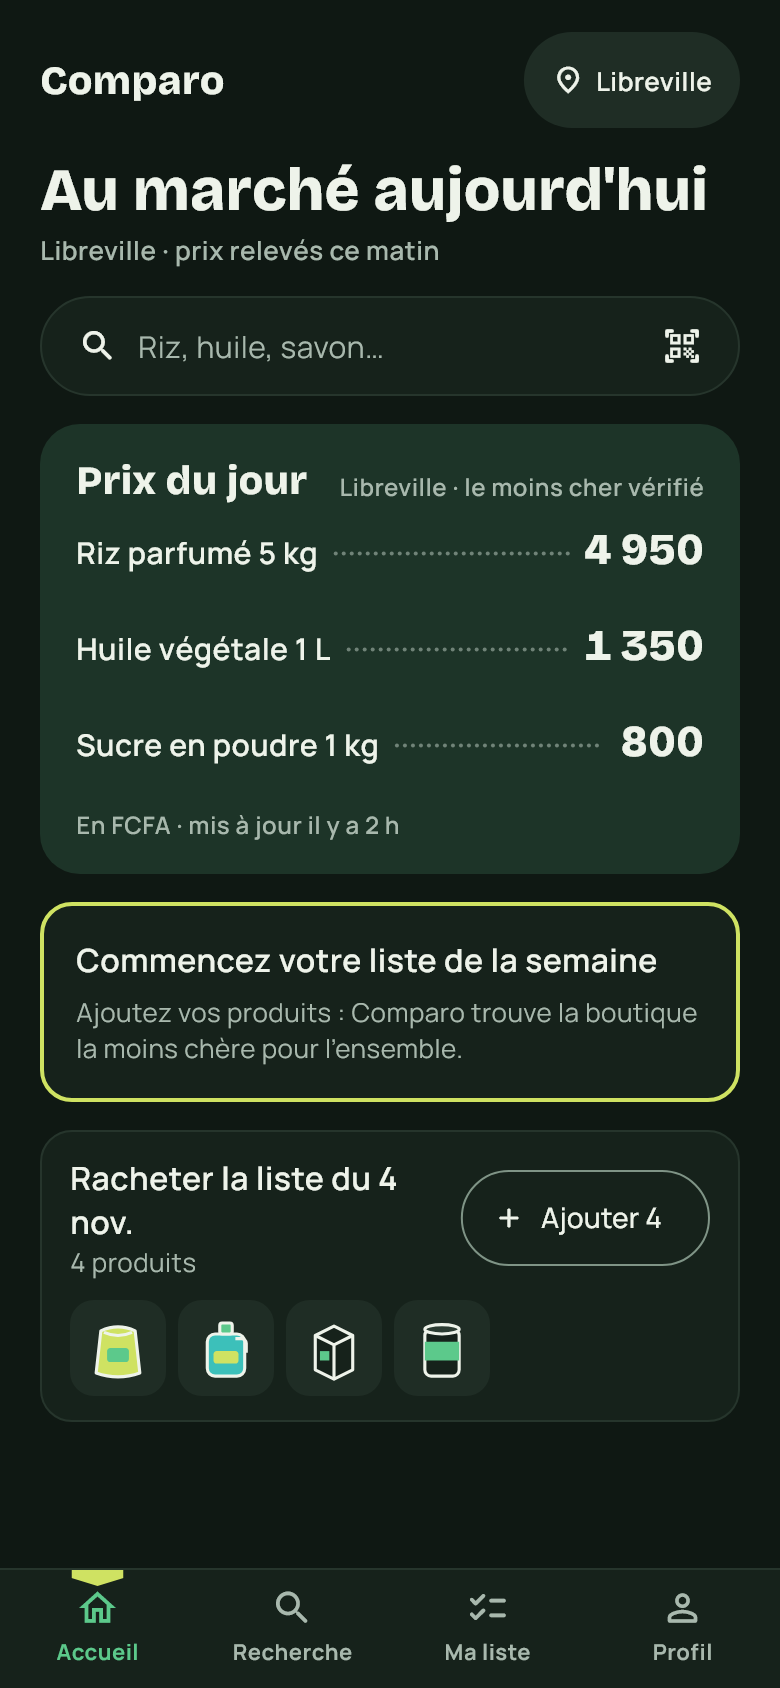 Comparo
Libreville
Au marché aujourd'hui
Libreville · prix relevés ce matin
Riz, huile, savon...
Prix du jour
Libreville · le moins cher vérifié
Riz parfumé 5 kg 4 950
Huile végétale 1 L 1 350
Sucre en poudre 1 kg 800
En FCFA · mis à jour il y a 2 h
Commencez votre liste de la semaine
Ajoutez vos produits : Comparo trouve la boutique
la moins chère pour l’ensemble.
Racheter la liste du 4
nov.
4 produits
+ Ajouter 4
Accueil
Recherche
Ma liste
Profil